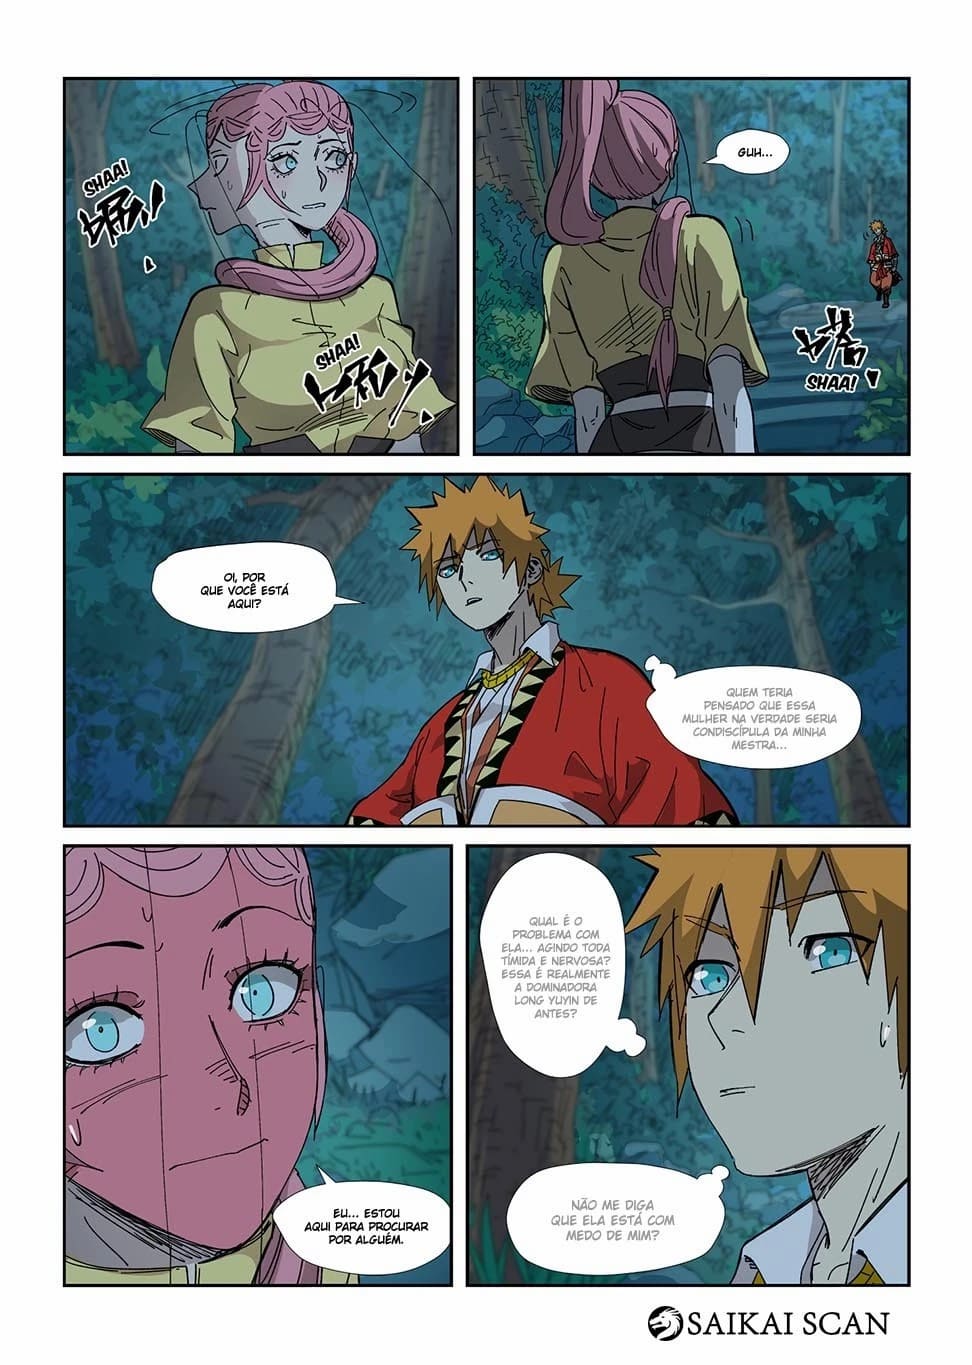 SHAA!
SHAA!
GUH...
SHAA!
OI, POR
QUE VOCÊ ESTÁ
AQUI?
QUEM TERIA
PENSADO QUE ESSA
MULHER NA VERDADE SERIA
CONDISCÍPULA DA MINHA
MESTRA...
EU... ESTOU
AQUI PARA PROCURAR
POR ALGUÉM.
QUAL É O
PROBLEMA COM
ELA... AGINDO TODA
TÍMIDA E NERVOSA?
ESSA É REALMENTE
A DOMINADORA
LONG YUYIN DE
ANTES?
NÃO ME DIGA
QUE ELA ESTÁ COM
MEDO DE MIM?
SAIKAI SCAN